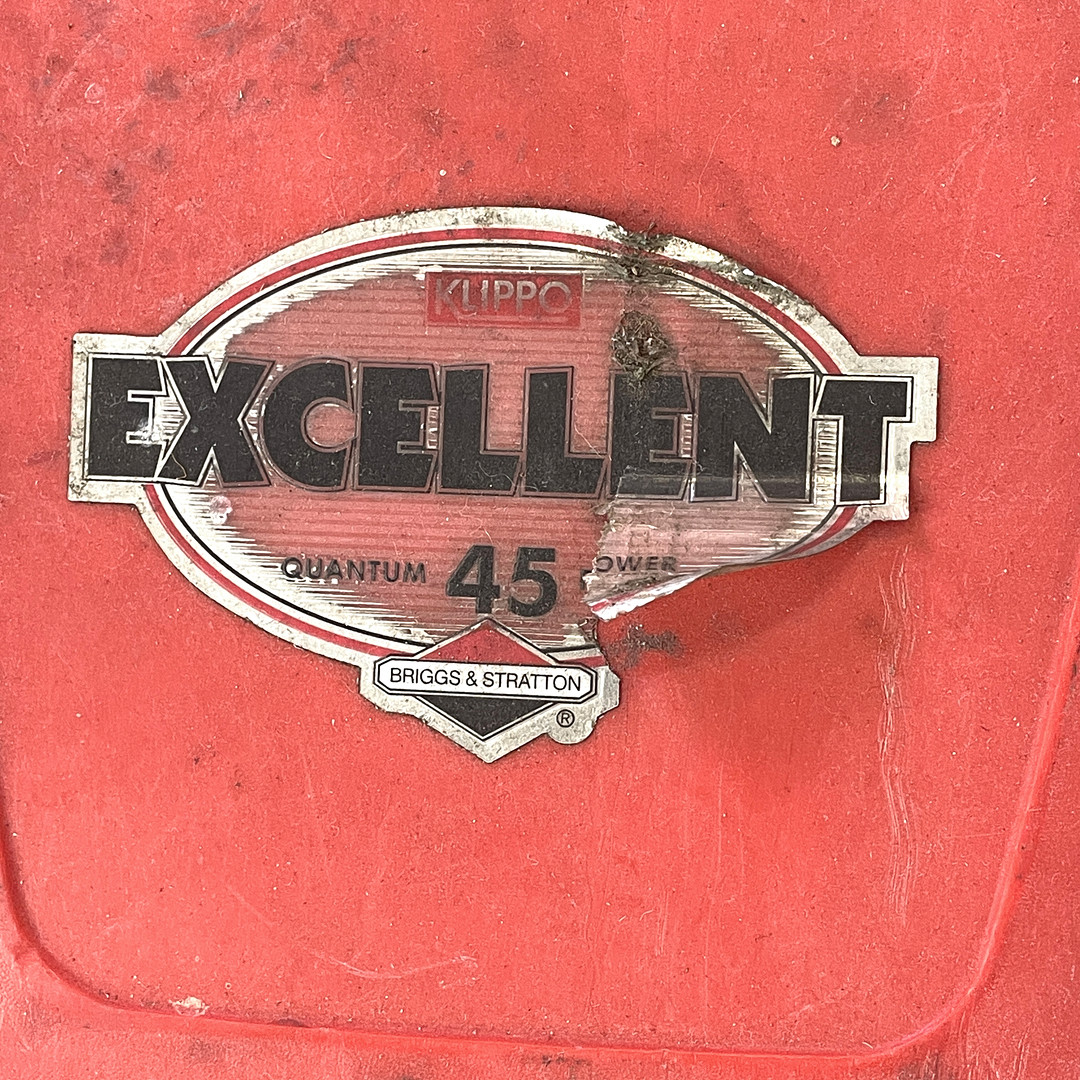 KLIPPO
EXCELLENT
QUANTUM 45 OWER
BRIGGS & STRATTON
®